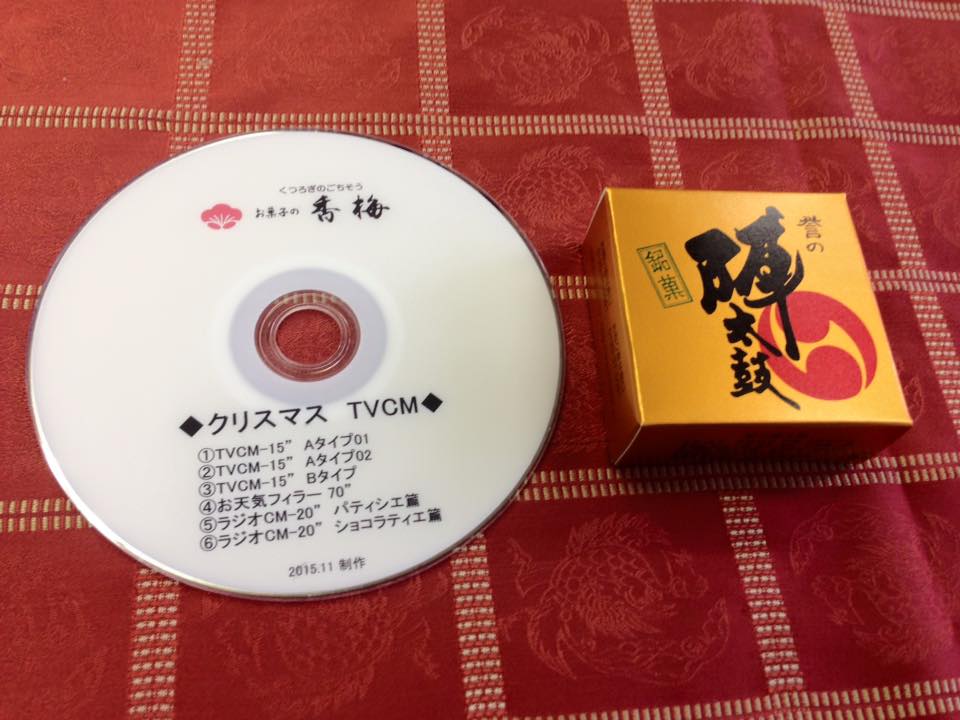 くつろぎのごちそう
お菓子の 香梅
◆クリスマス TVCM◆
①TVCM-15” Aタイプ01
②TVCM-15” Aタイプ02
③TVCM-15” Bタイプ
④お天気フィラー 70”
⑤ラジオCM-20” パティシエ篇
⑥ラジオCM-20” ショコラティエ篇
2015.11 制作
誉の
陣太鼓
銘菓